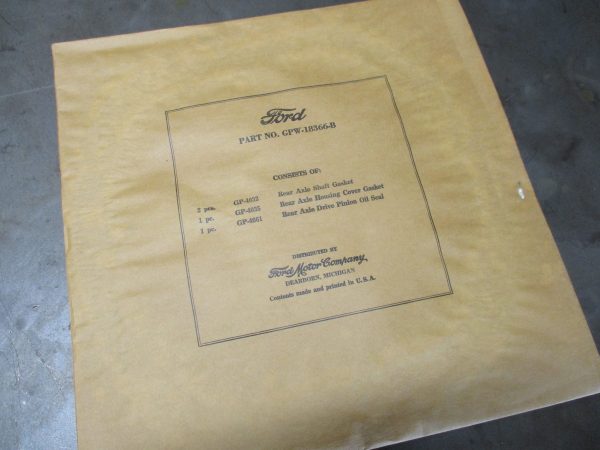 Ford
PART NO. GPW-18366-B
CONSISTS OF:
2 pcs. GP-4032 Rear Axle Shaft Gasket
1 pc. GP-4035 Rear Axle Housing Cover Gasket
1 pc. GP-4661 Rear Axle Drive Pinion Oil Seal
DISTRIBUTED BY
Ford Motor Company
DEARBORN, MICHIGAN
Contents made and printed in U.S.A.